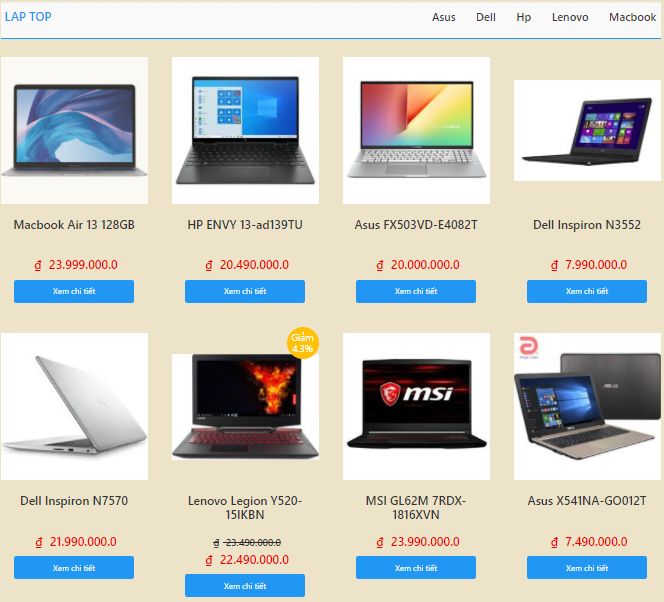 LAP TOP
Asus Dell Hp Lenovo Macbook
Macbook Air 13 128GB
HP ENVY 13-ad139TU
Asus FX503VD-E4082T
Dell Inspiron N3552
₫ 23.999.000.0
₫ 20.490.000.0
₫ 20.000.000.0
₫ 7.990.000.0
Xem chi tiết
Xem chi tiết
Xem chi tiết
Xem chi tiết
Giảm
4.3%
msi
ASUS
Dell Inspiron N7570
Lenovo Legion Y520-
15IKBN
MSI GL62M 7RDX-
1816XVN
Asus X541NA-GO012T
₫ 21.990.000.0
₫ 23.490.000.0
₫ 22.490.000.0
₫ 23.990.000.0
₫ 7.490.000.0
Xem chi tiết
Xem chi tiết
Xem chi tiết
Xem chi tiết